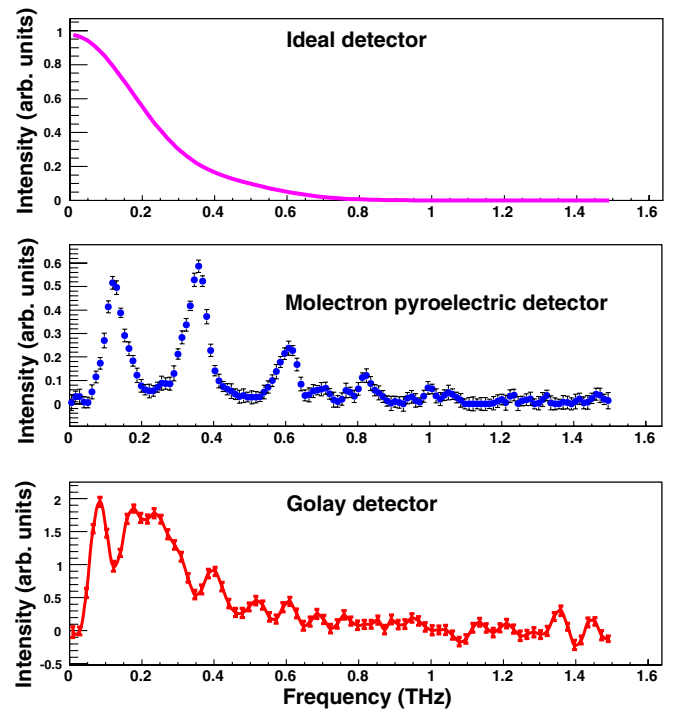 Ideal detector
Intensity (arb. units)
1
0.8
0.6
0.4
0.2
0
0 0.2 0.4 0.6 0.8 1 1.2 1.4 1.6
Molectron pyroelectric detector
Intensity (arb. units)
0.6
0.5
0.4
0.3
0.2
0.1
0
0 0.2 0.4 0.6 0.8 1 1.2 1.4 1.6
Golay detector
Intensity (arb. units)
2
1.5
1
0.5
0
-0.5
0 0.2 0.4 0.6 0.8 1 1.2 1.4 1.6
Frequency (THz)